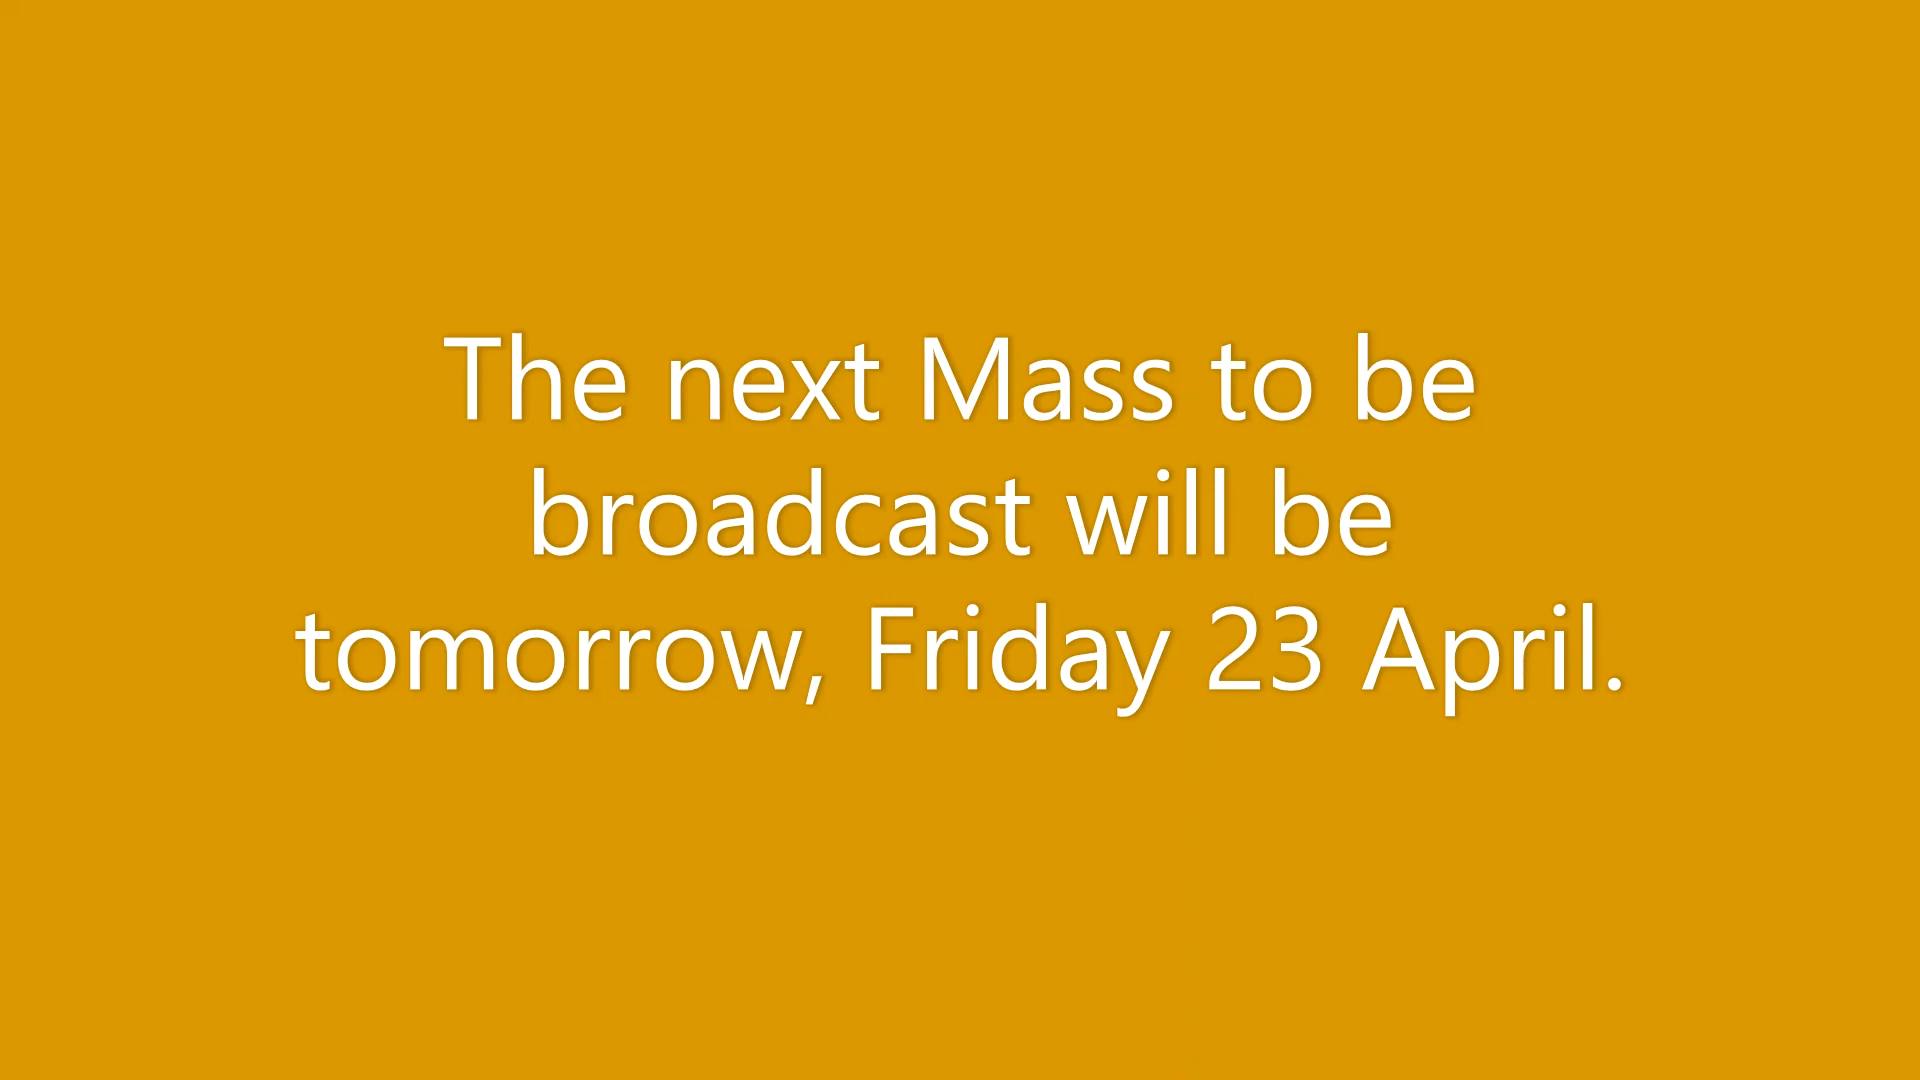 The next Mass to be
broadcast will be
tomorrow, Friday 23 April.